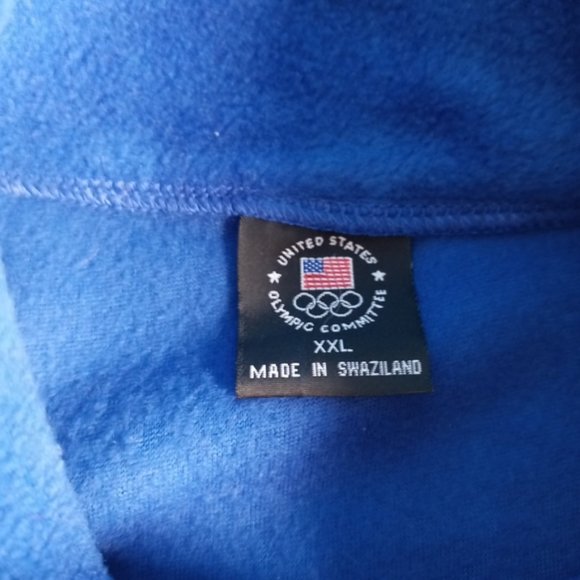 UNITED STATES
OLYMPIC COMMITTEE
XXL
MADE IN SWAZILAND